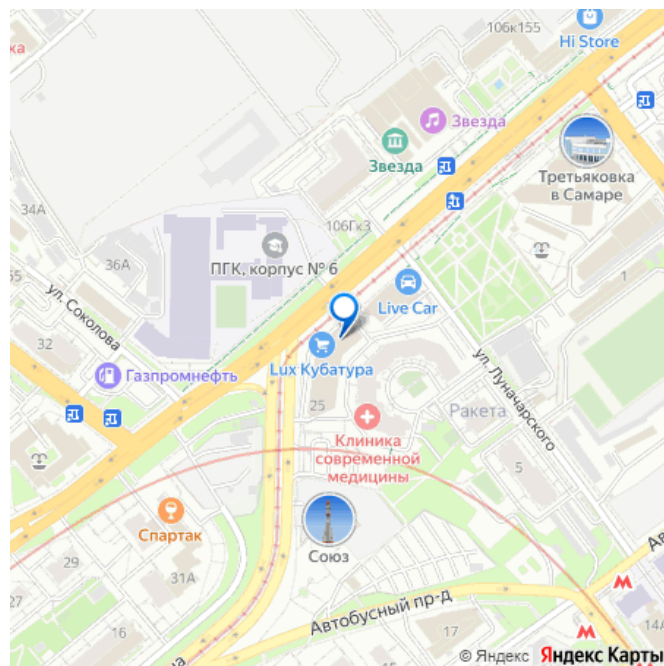 106к155
Hi Store
ха
Звезда
Звезда
Третьяковка
в Самаре
34А
106Гк3
36А
ПГК, корпус № 6
1
ул. Соколова
Live Car
32
Газпромнефть
Lux Кубатура
ул. Луначарского
25
Ракета
Клиника
современной
медицины
5
Спартак
Союз
29
31А
27
Автобусный пр-д
М
14А
16
17
М
© Яндекс Яндекс Карты